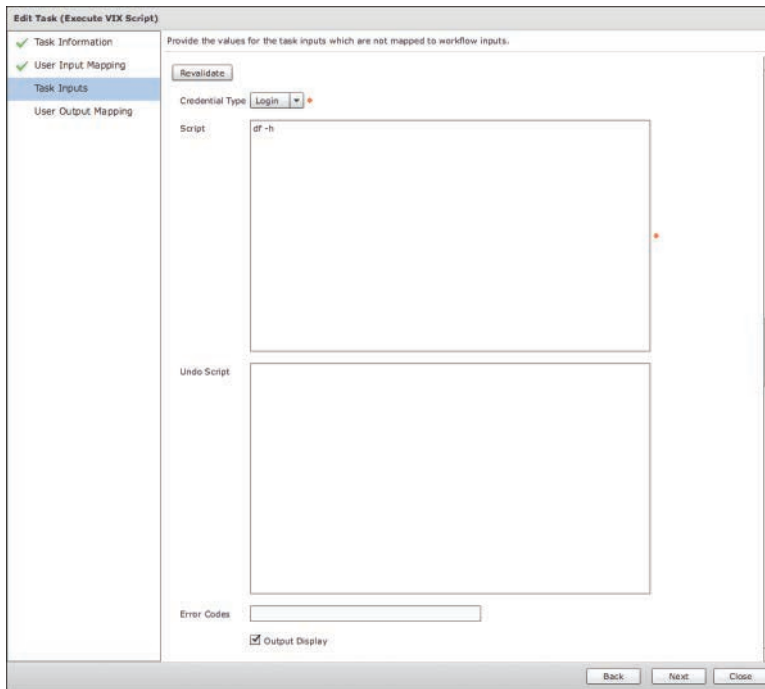 Edit Task (Execute VIX Script)
Task Information
User Input Mapping
Task Inputs
User Output Mapping
Provide the values for the task inputs which are not mapped to workflow inputs.
Revalidate
Credential Type Login
Script
df -h
Undo Script
Error Codes
Output Display
Back Next Close